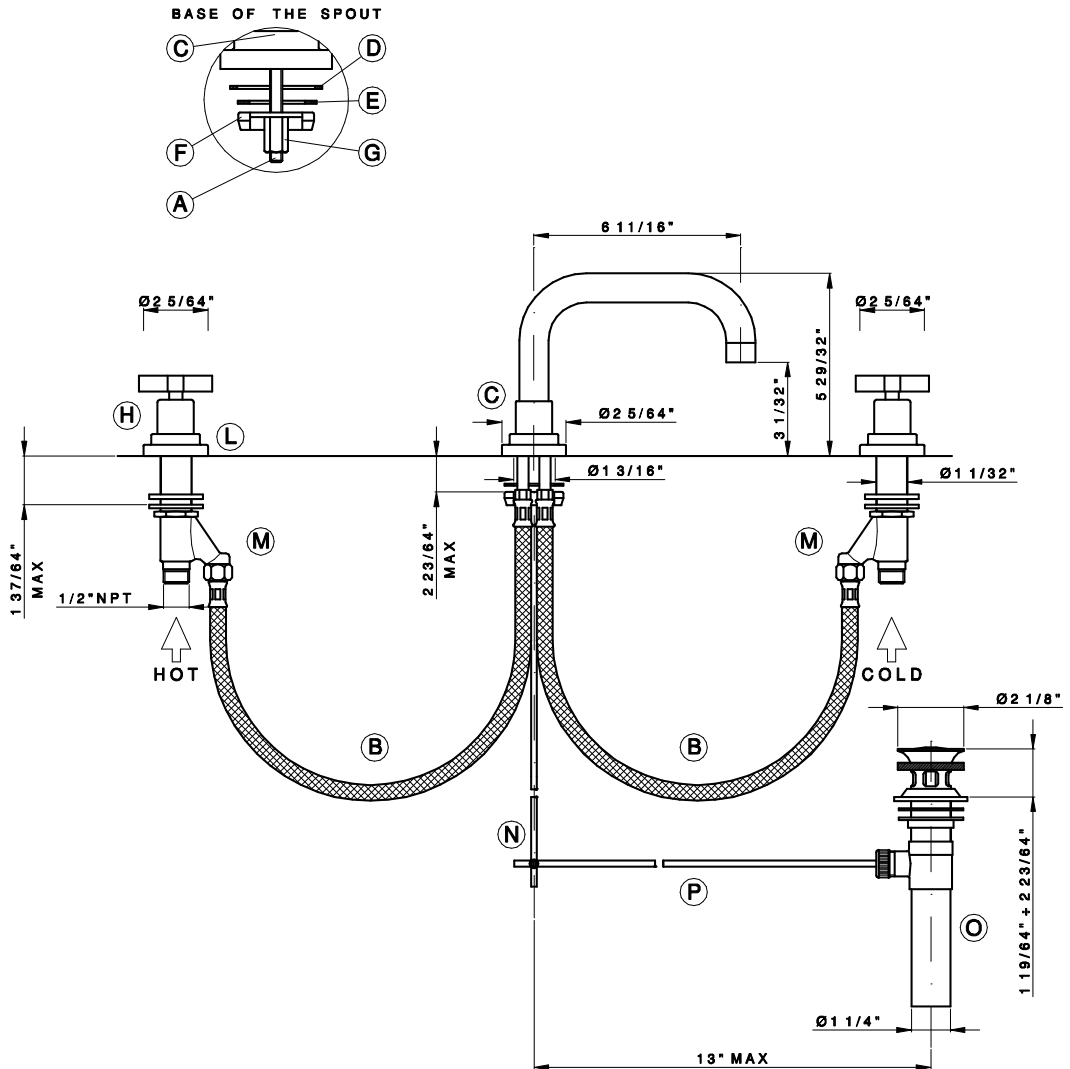 BASE OF THE SPOUT
C
D
E
F
G
A
6 11/16"
Ø2 5/64"
Ø2 5/64"
5 29/32"
3 1/32"
H
L
C
Ø2 5/64"
Ø1 3/16"
Ø1 1/32"
1 37/64" MAX
2 23/64" MAX
M
M
1/2"NPT
HOT
COLD
Ø2 1/8"
B
B
N
P
O
1 19/64" ÷ 2 23/64"
Ø1 1/4"
13" MAX